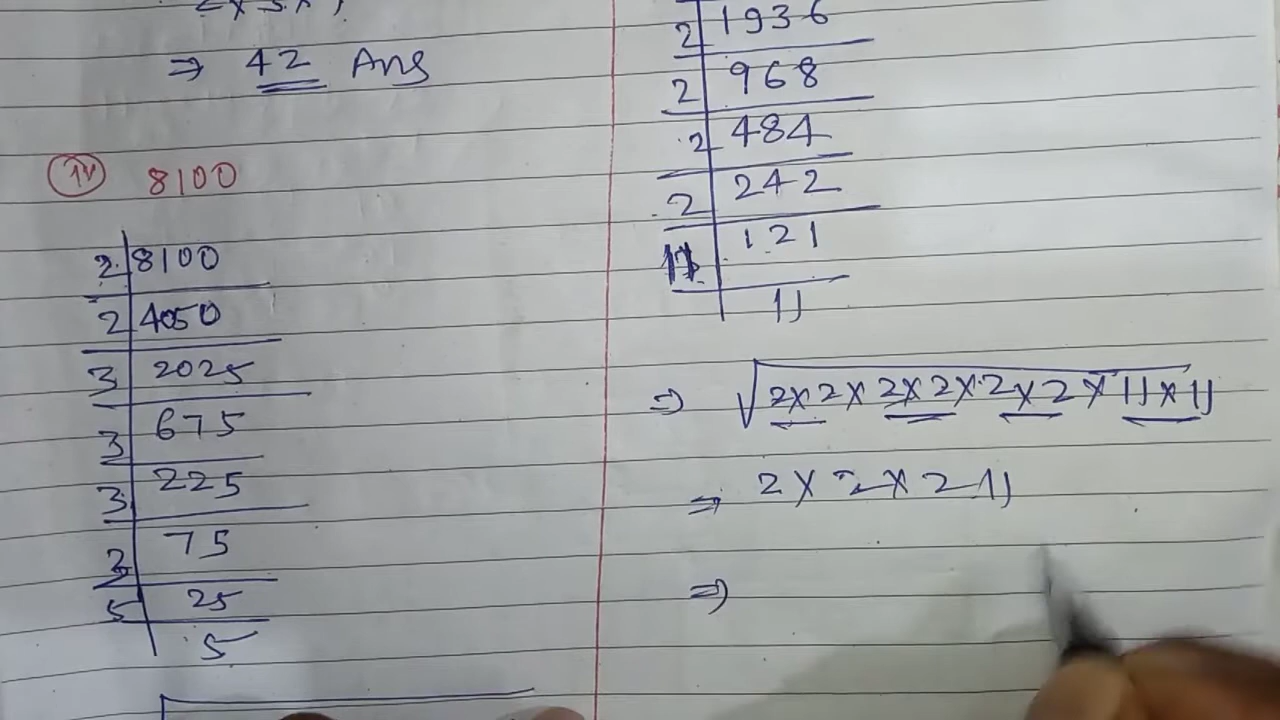 ⇒ 42 Ans
8100
2 | 8100
2 | 4050
3 | 2025
3 | 675
3 | 225
3 | 75
5 | 25
5
2 | 1936
2 | 968
2 | 484
2 | 242
11 | 121
11
⇒ √2×2×2×2×2×2×11×11
⇒ 2×2×2 11
⇒